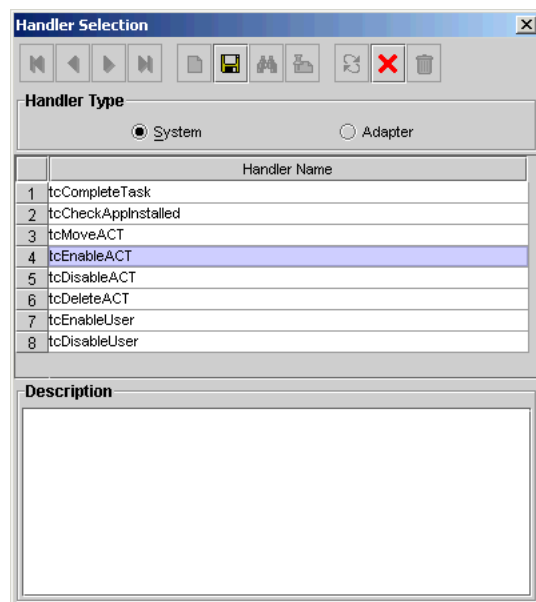 Handler Selection
Handler Type
System
Adapter
Handler Name
1 tcCompleteTask
2 tcCheckAppInstalled
3 tcMoveACT
4 tcEnableACT
5 tcDisableACT
6 tcDeleteACT
7 tcEnableUser
8 tcDisableUser
Description